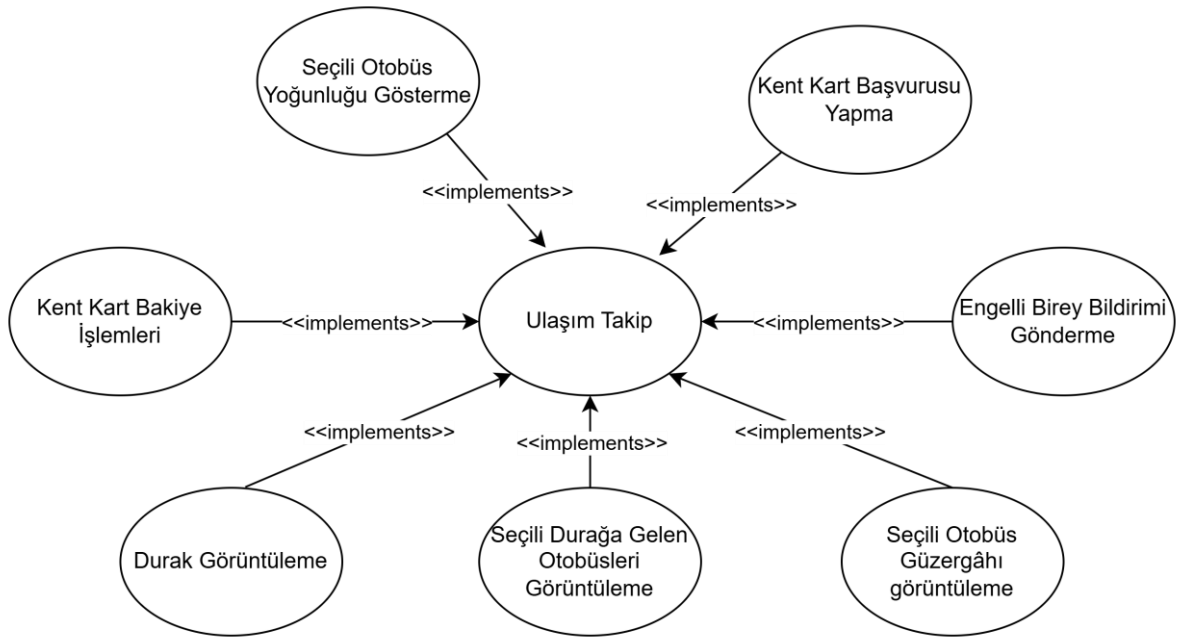 Seçili Otobüs
Yoğunluğu Gösterme
Kent Kart Başvurusu
Yapma
<<implements>>
<<implements>>
Kent Kart Bakiye
İşlemleri
<<implements>>
Ulaşım Takip
<<implements>>
Engelli Birey Bildirimi
Gönderme
<<implements>>
<<implements>>
<<implements>>
Durak Görüntüleme
Seçili Durağa Gelen
Otobüsleri
Görüntüleme
Seçili Otobüs
Güzergâhı
görüntüleme